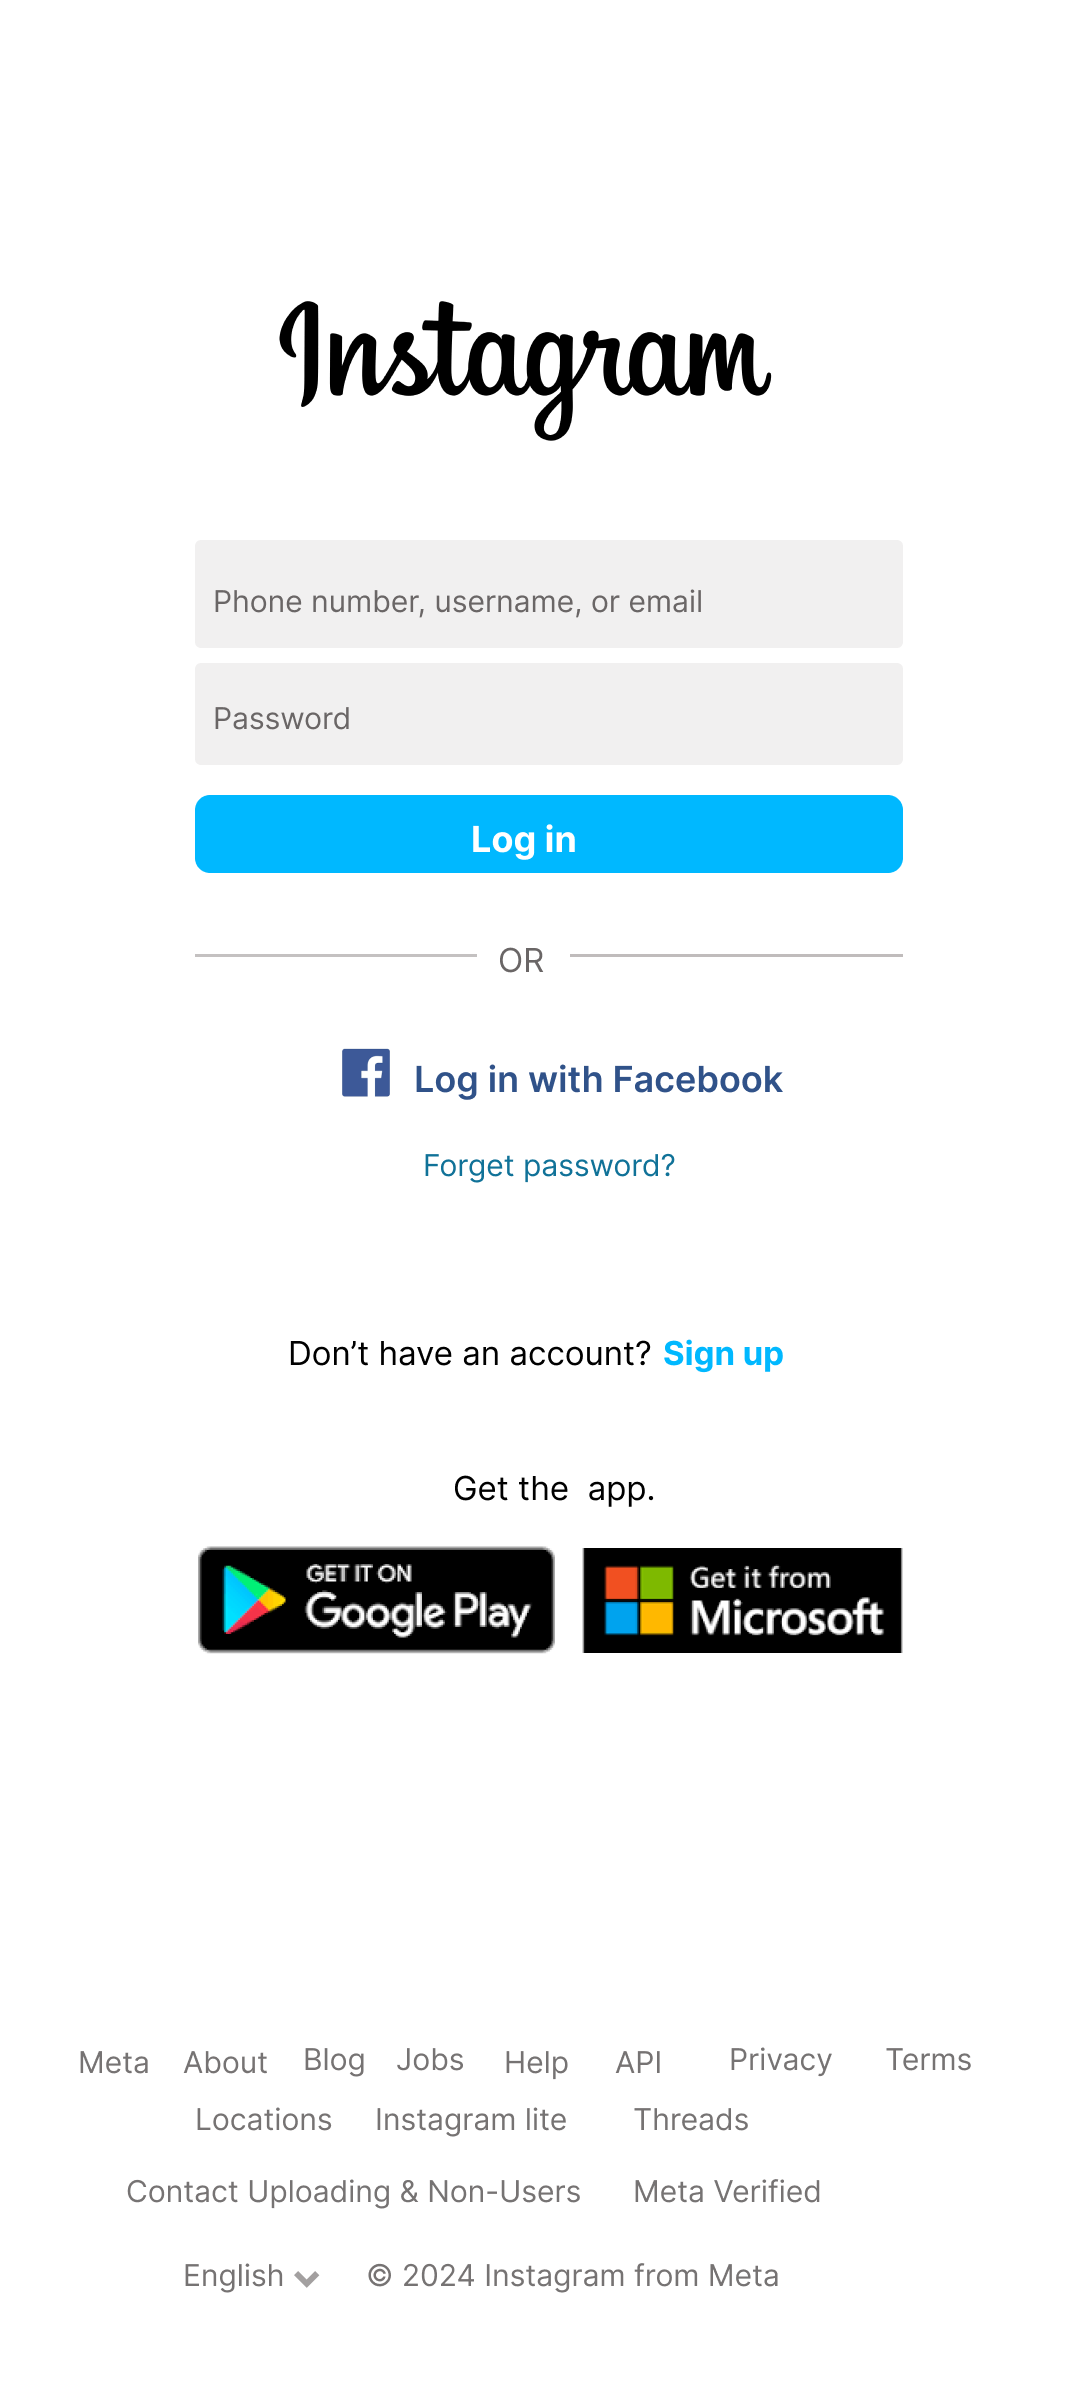 Instagram
Phone number, username, or email
Password
Log in
OR
Log in with Facebook
Forget password?
Don’t have an account? Sign up
Get the  app.
GET IT ON
Google Play
Get it from
Microsoft
Meta About Blog Jobs Help API Privacy Terms
Locations Instagram lite Threads
Contact Uploading & Non-Users Meta Verified
English © 2024 Instagram from Meta